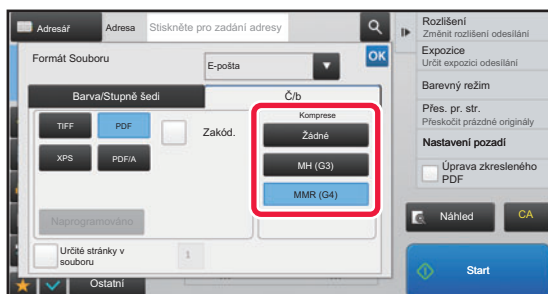 Adresář
Adresa
Stiskněte pro zadání adresy
Formát Souboru
E-pošta
OK
Barva/Stupně šedi
Č/b
TIFF
PDF
Zakód.
XPS
PDF/A
Naprogramováno
Určité stránky v
souboru
1
Komprese
Žádné
MH (G3)
MMR (G4)
Ostatní
Rozlišení
Změnit rozlišení odesílání
Expozice
Určit expozici odesílání
Barevný režim
Přes. pr. str.
Přeskočit prázdné originály
Nastavení pozadí
Úprava zkresleného
PDF
Náhled
CA
Start